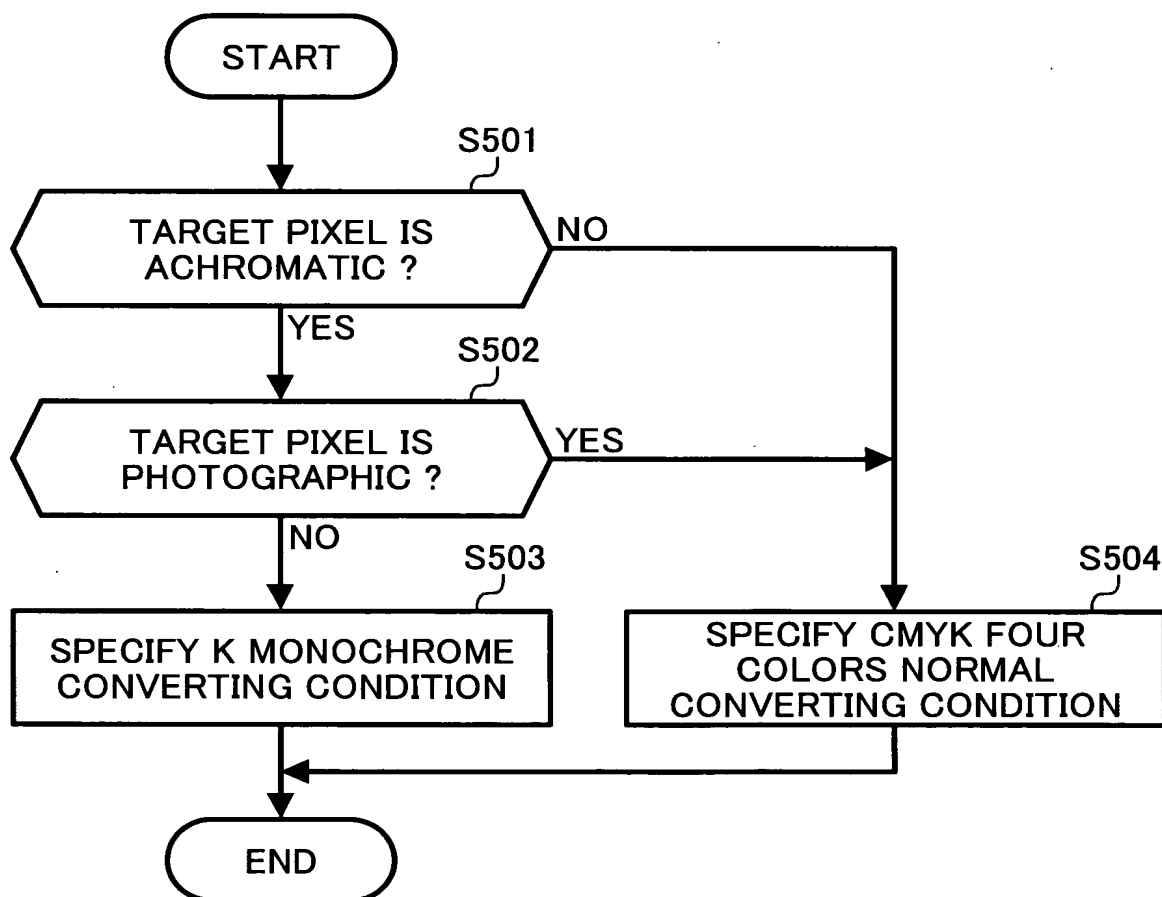 START
S501
TARGET PIXEL IS
ACHROMATIC ?
NO
YES
S502
TARGET PIXEL IS
PHOTOGRAPHIC ?
YES
NO
S503
SPECIFY K MONOCHROME
CONVERTING CONDITION
S504
SPECIFY CMYK FOUR
COLORS NORMAL
CONVERTING CONDITION
END